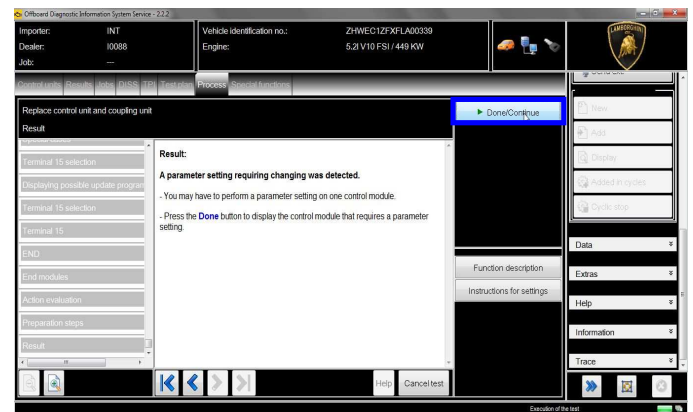 Offboard Diagnostic Information System Service - 2.2.2
Importer: INT
Dealer: I0088
Job: ---
Vehicle identification no.: ZHWEC1ZFXFLA00339
Engine: 5.2l V10 FSI / 449 KW
LAMBORGHINI
Control units Results Jobs DISS TPI Test plan Process Special functions
Replace control unit and coupling unit
Result
Terminal 15 selection
Displaying possible update program
Terminal 15 selection
Terminal 15
END
End modules
Action evaluation
Preparation steps
Result
Result:
A parameter setting requiring changing was detected.
- You may have to perform a parameter setting on one control module.
- Press the Done button to display the control module that requires a parameter
setting.
Help
Cancel test
Done/Continue
Function description
Instructions for settings
New
Add
Display
Added in cycles
Cyclic stop
Data
Extras
Help
Information
Trace
Execution of the test